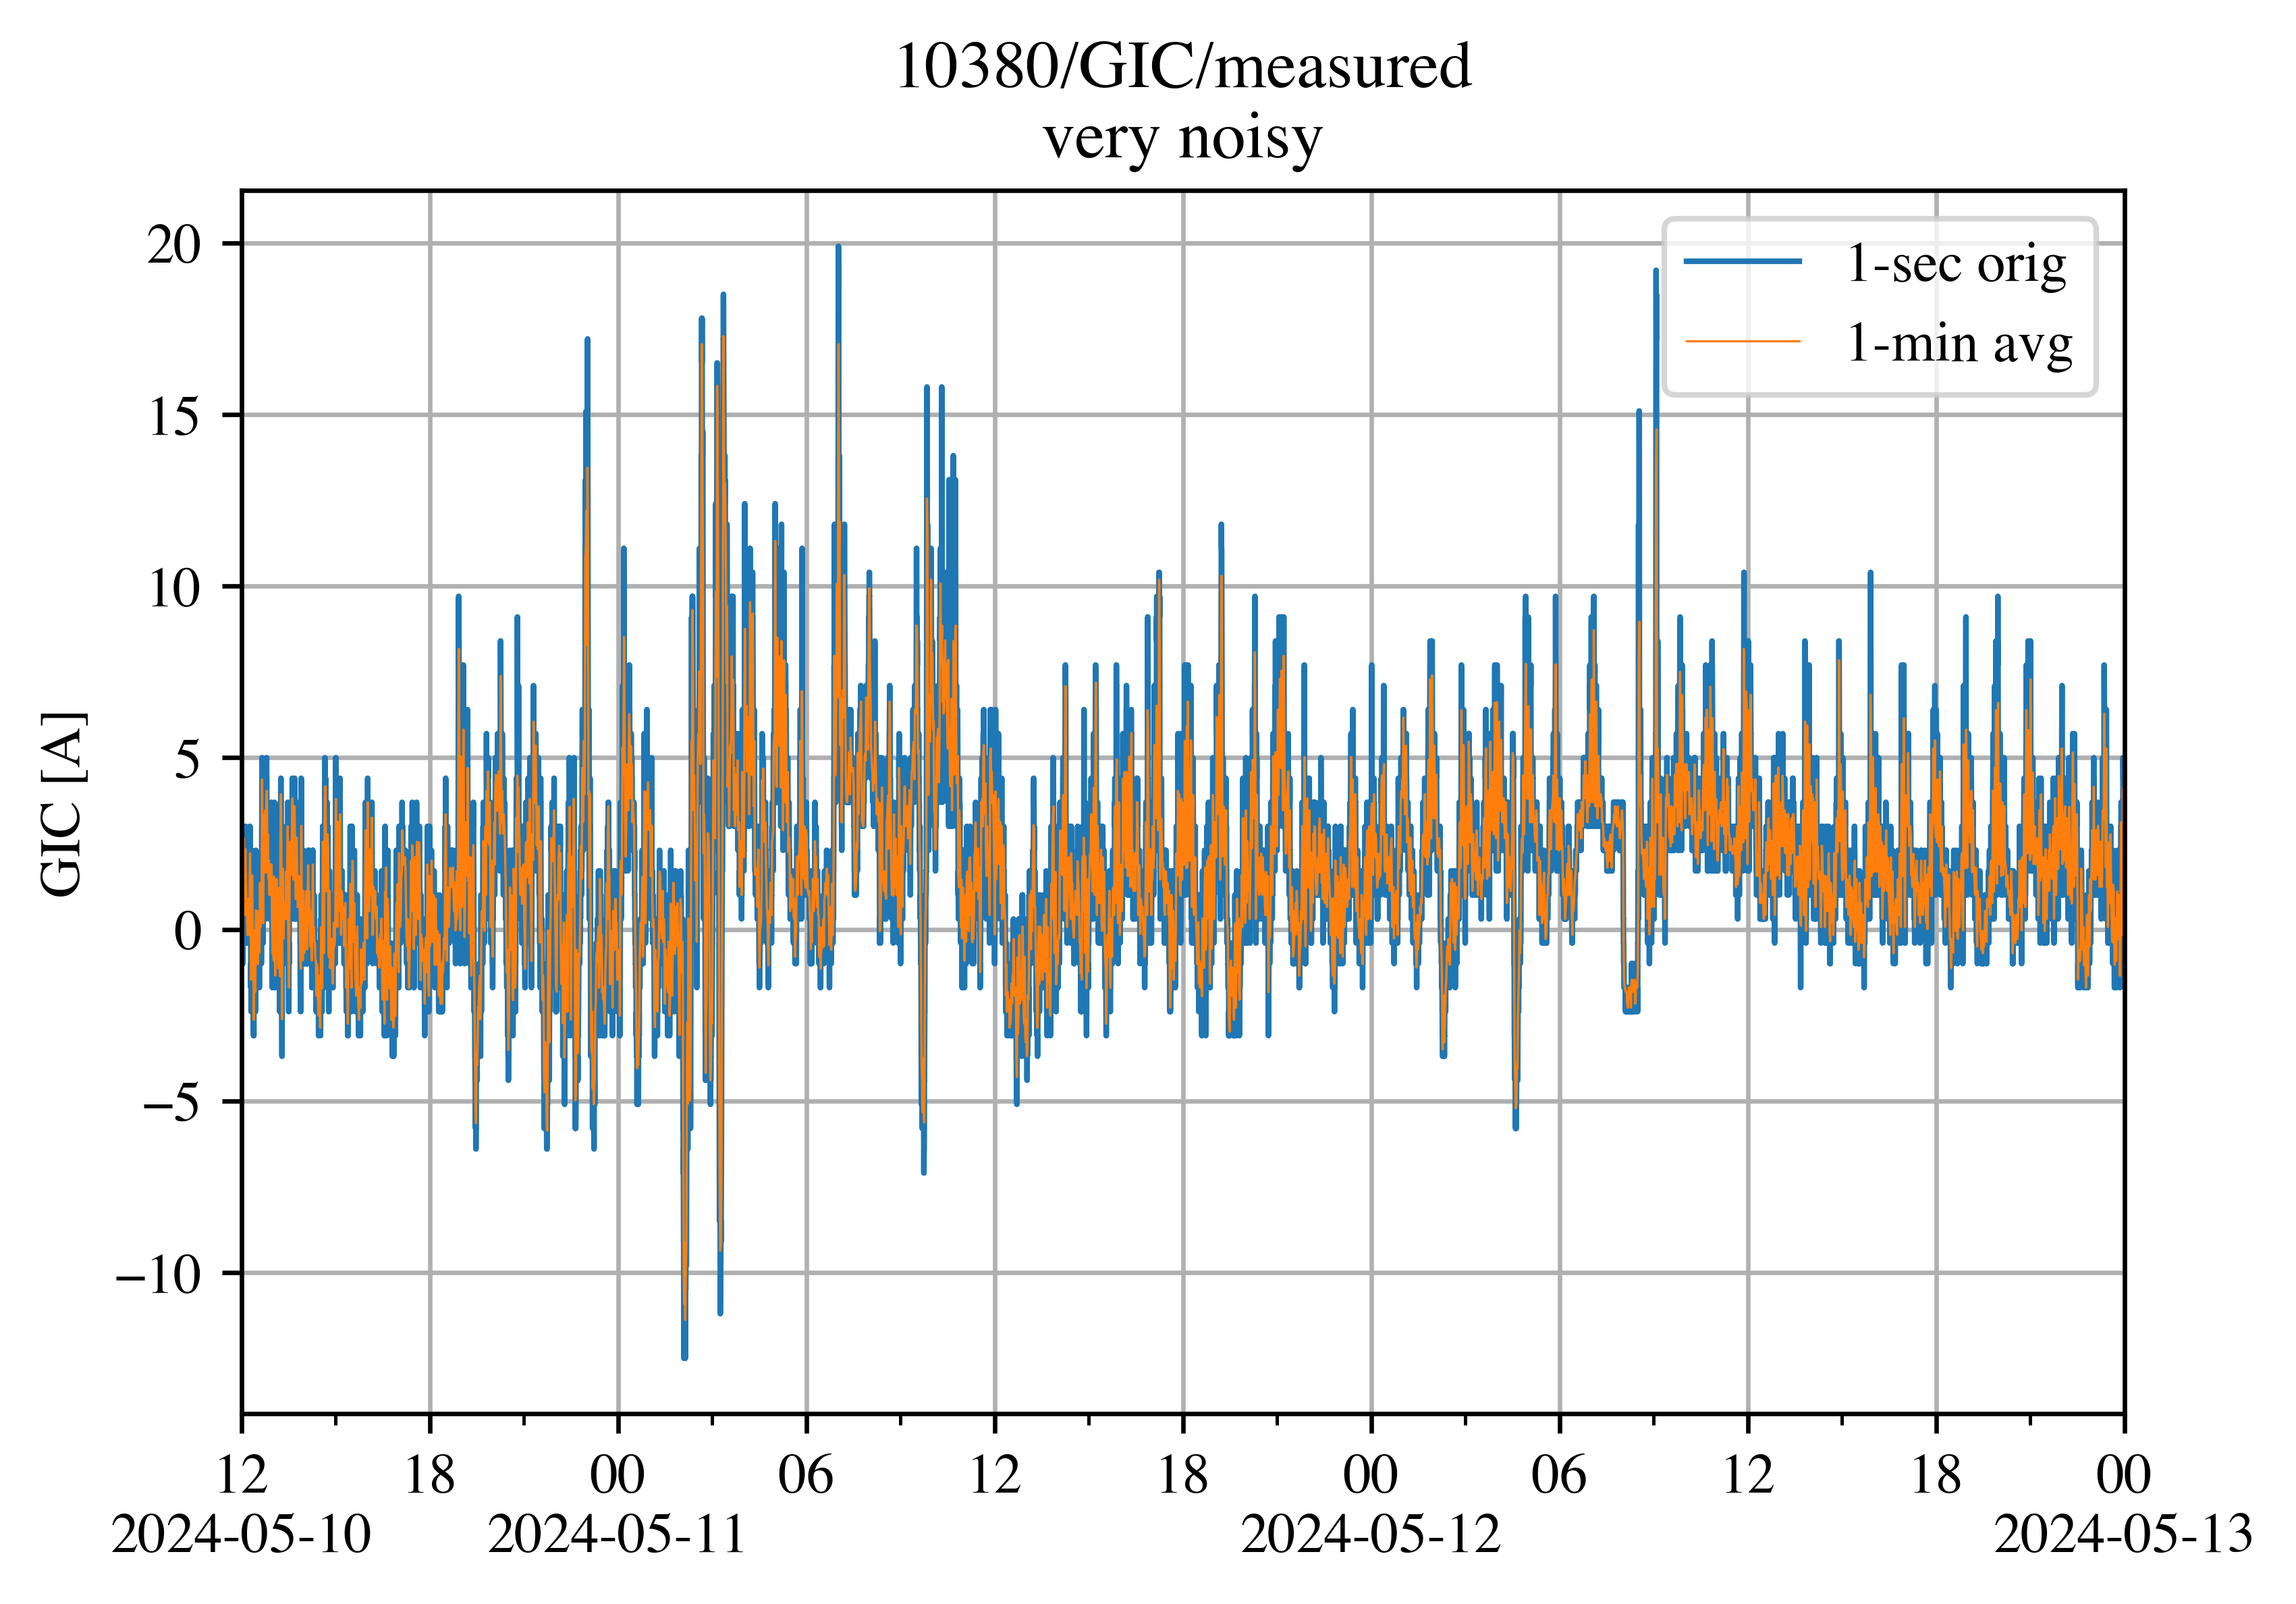 10380/GIC/measured
very noisy
1-sec orig
1-min avg
GIC [A]
20
15
10
5
0
−5
−10
12 18 00 06 12 18 00 06 12 18 00
2024-05-10 2024-05-11 2024-05-12 2024-05-13